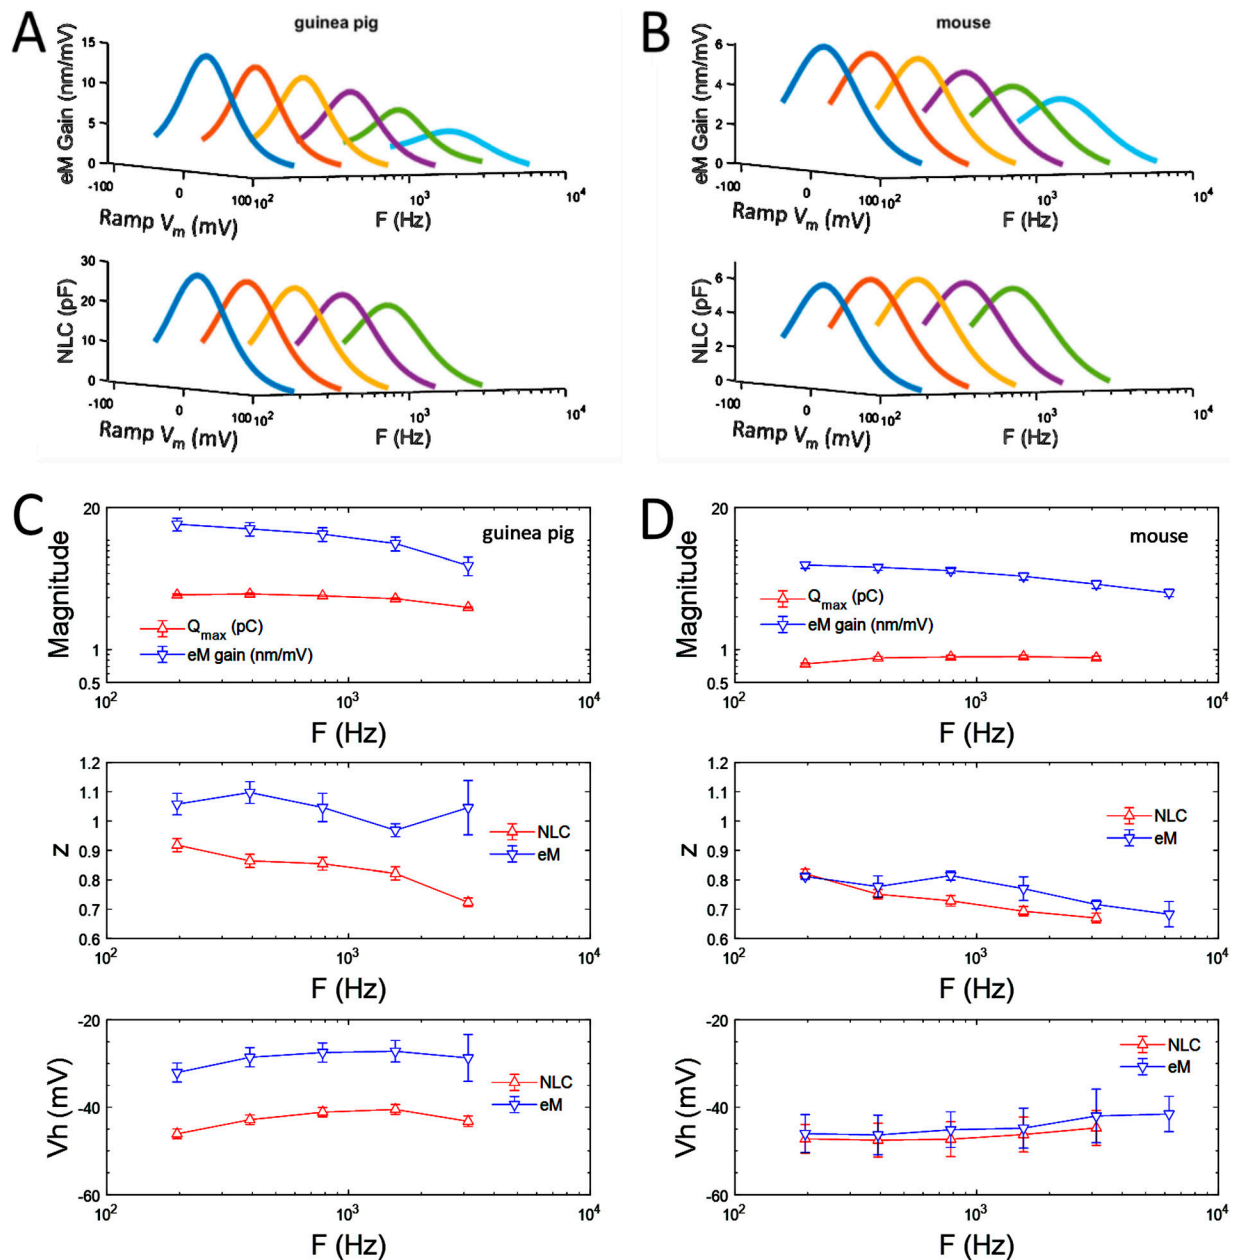 A
guinea pig
eM Gain (nm/mV)
15
10
5
0
-100
0
100
Ramp Vm (mV)
10²
10³
10⁴
F (Hz)
NLC (pF)
30
20
10
0
-100
0
100
Ramp Vm (mV)
10²
10³
10⁴
F (Hz)
B
mouse
eM Gain (nm/mV)
6
4
2
0
-100
0
100
Ramp Vm (mV)
10²
10³
10⁴
F (Hz)
NLC (pF)
6
4
2
0
-100
0
100
Ramp Vm (mV)
10²
10³
10⁴
F (Hz)
C
guinea pig
Magnitude
20
1
0.5
Qmax (pC)
eM gain (nm/mV)
10²
10³
10⁴
F (Hz)
z
1.2
1.1
1
0.9
0.8
0.7
0.6
NLC
eM
10²
10³
10⁴
F (Hz)
Vh (mV)
-20
-40
-60
NLC
eM
10²
10³
10⁴
F (Hz)
D
mouse
Magnitude
20
1
0.5
Qmax (pC)
eM gain (nm/mV)
10²
10³
10⁴
F (Hz)
z
1.2
1.1
1
0.9
0.8
0.7
0.6
NLC
eM
10²
10³
10⁴
F (Hz)
Vh (mV)
-20
-40
-60
NLC
eM
10²
10³
10⁴
F (Hz)